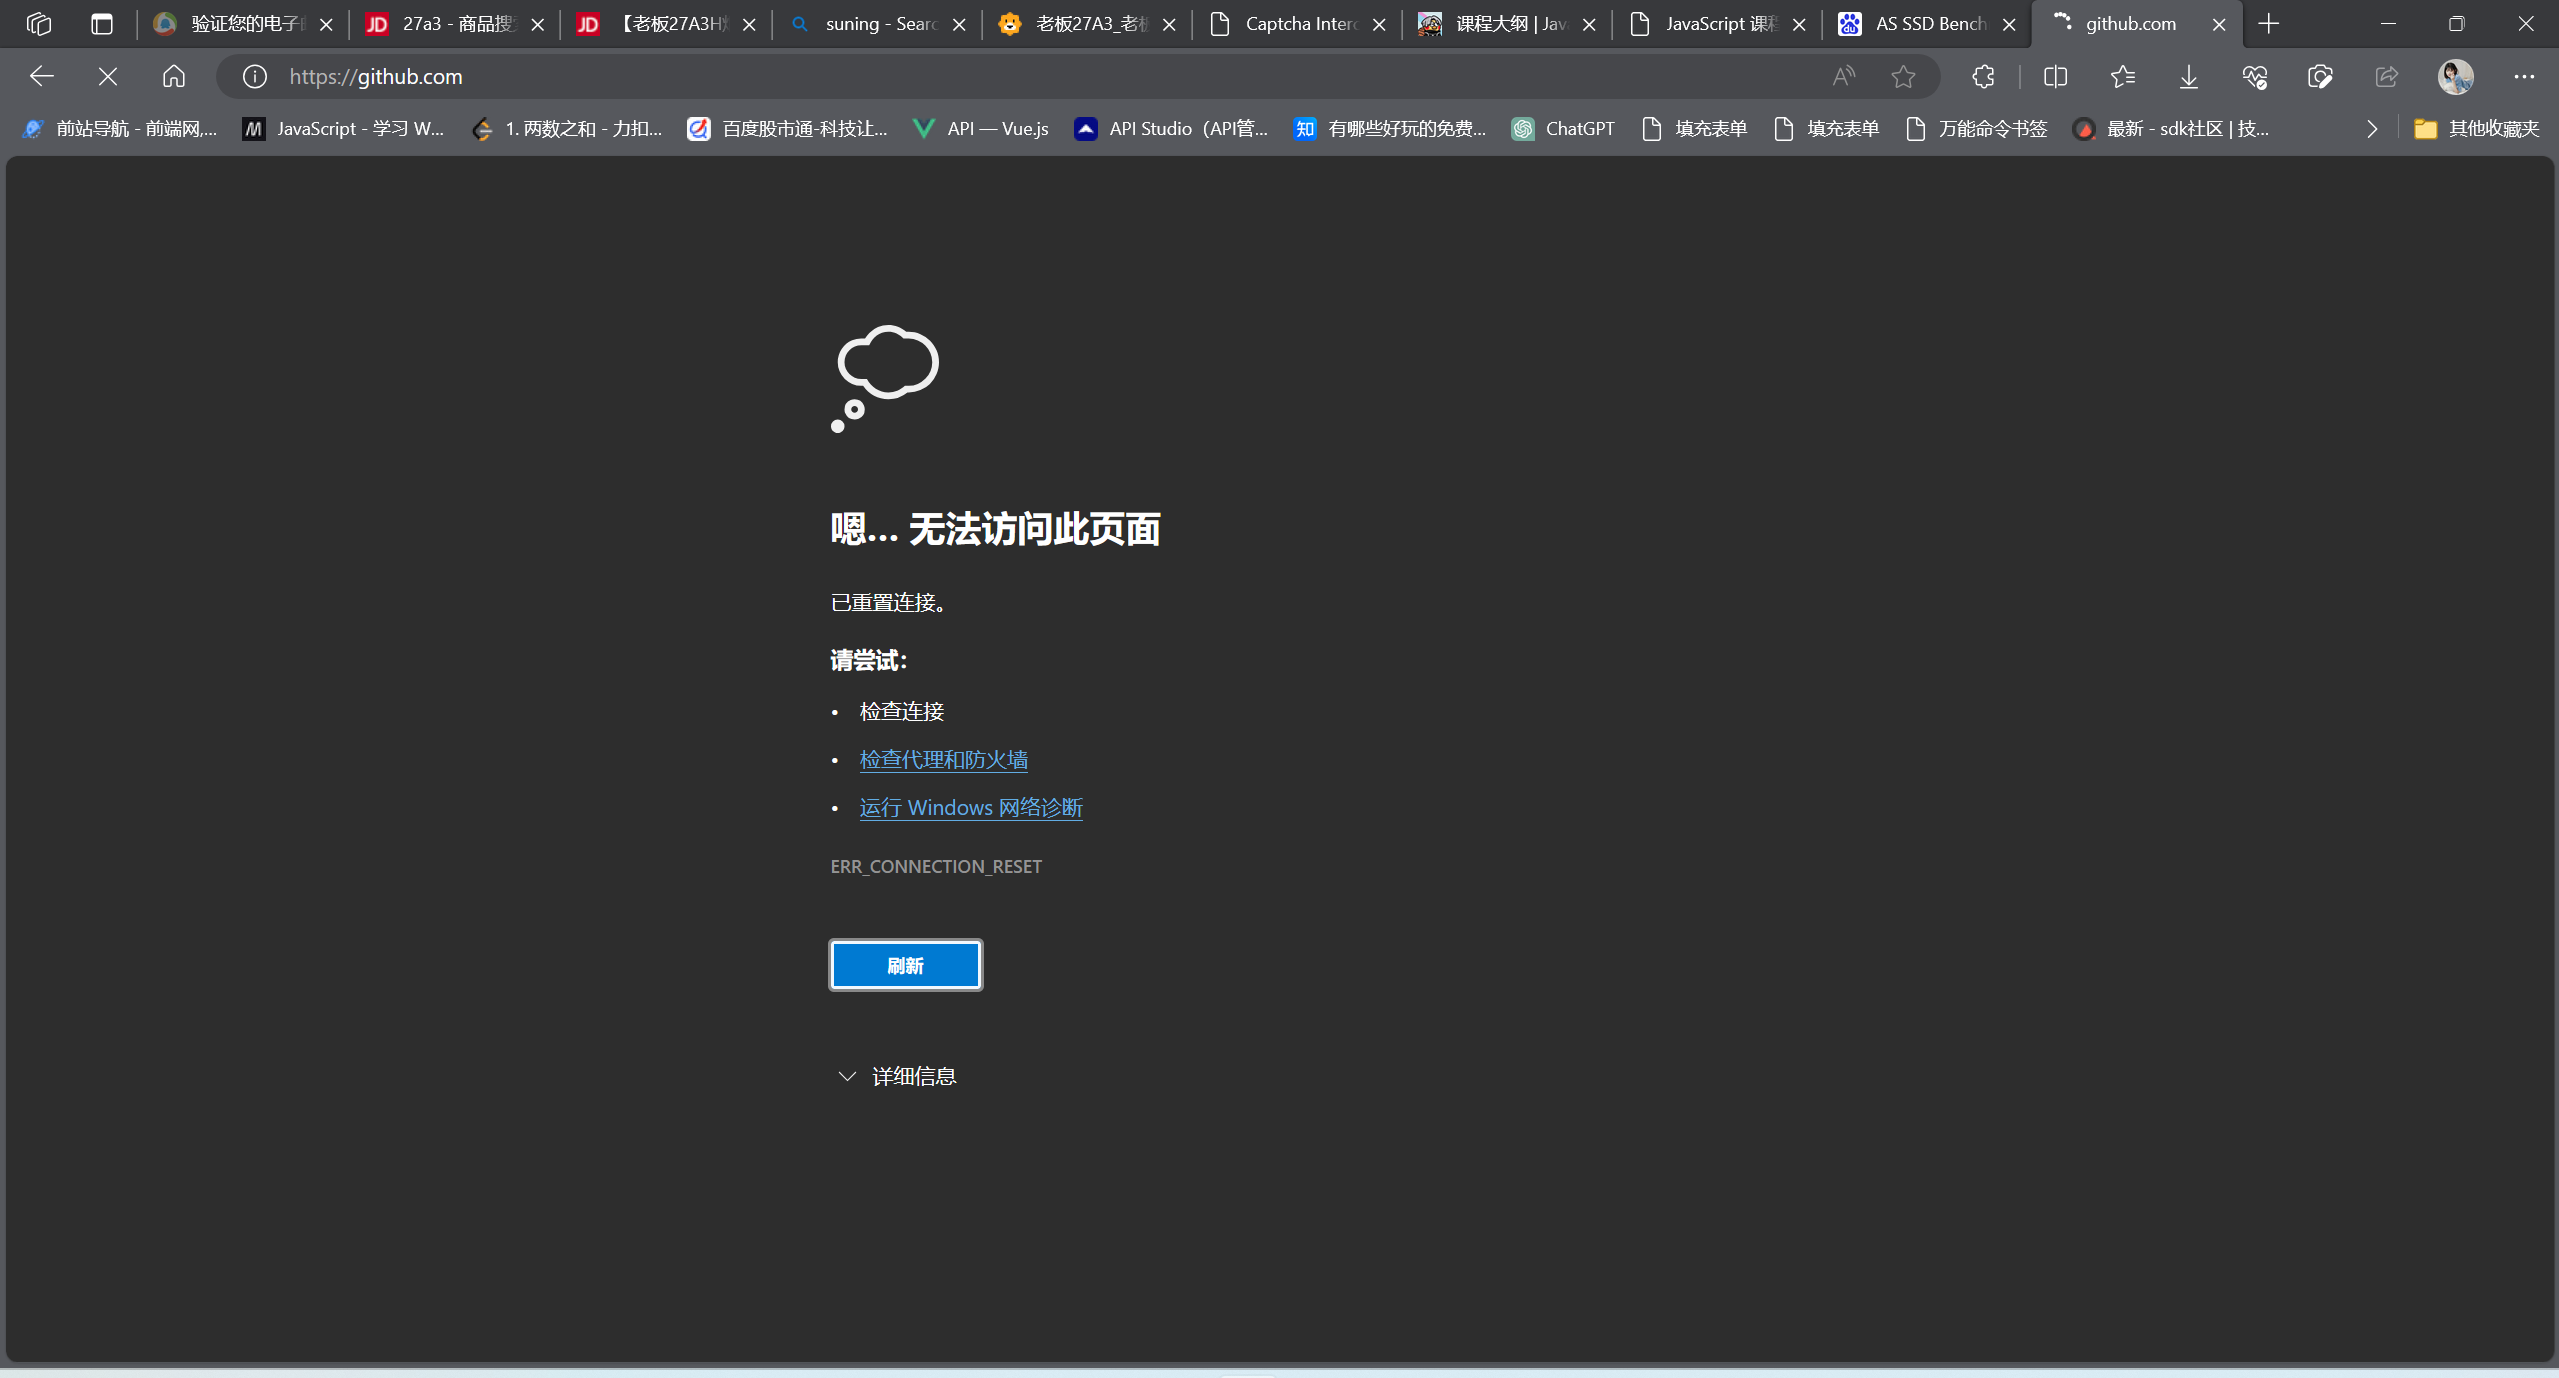 验证您的电子
27a3 - 商品搜
【老板27A3H
suning - Searc
老板27A3_老板
Captcha Interc
课程大纲 | Java
JavaScript 课程
AS SSD Bench
github.com
https://github.com
前站导航 - 前端网,...
JavaScript - 学习 W...
1. 两数之和 - 力扣...
百度股市通-科技让...
API — Vue.js
API Studio（API管...
知 有哪些好玩的免费...
ChatGPT
填充表单
填充表单
万能命令书签
最新 - sdk社区 | 技...
其他收藏夹
嗯... 无法访问此页面
已重置连接。
请尝试：
• 检查连接
• 检查代理和防火墙
• 运行 Windows 网络诊断
ERR_CONNECTION_RESET
刷新
详细信息